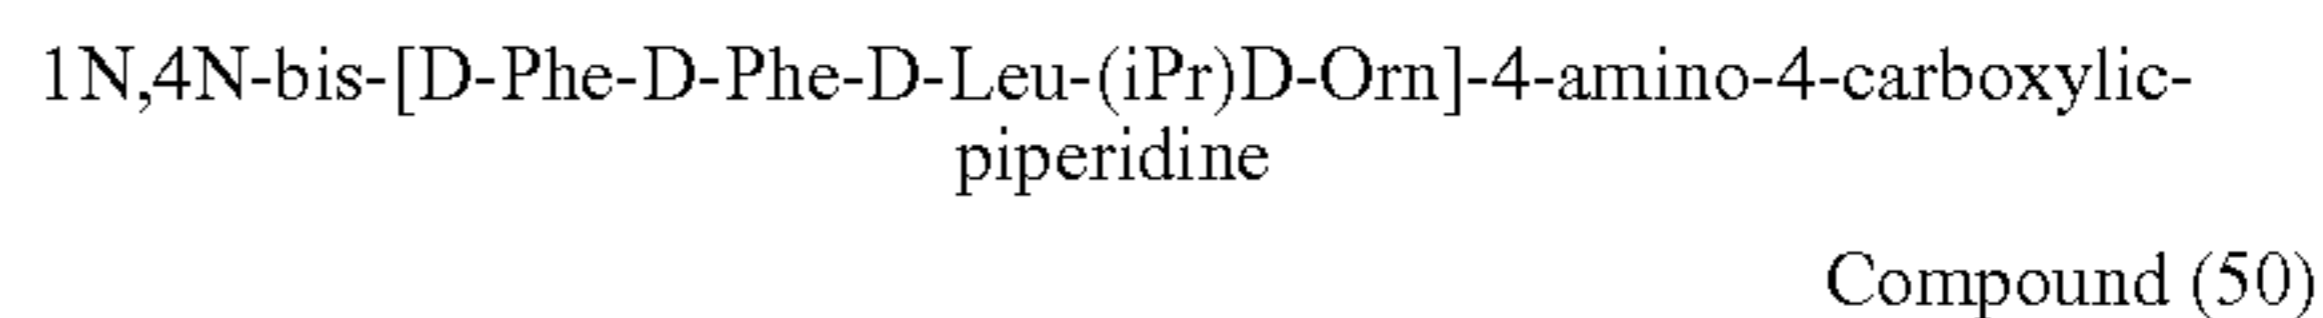 1N,4N-bis-[D-Phe-D-Phe-D-Leu-(iPr)D-Orn]-4-amino-4-carboxylic-
piperidine
Compound (50)